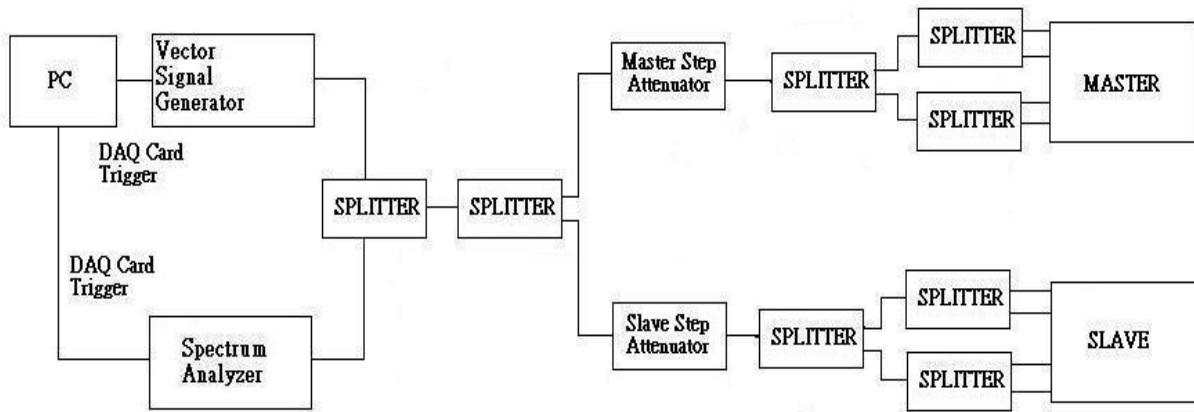 PC
Vector
Signal
Generator
DAQ Card
Trigger
DAQ Card
Trigger
Spectrum
Analyzer
SPLITTER
SPLITTER
Master Step
Attenuator
SPLITTER
SPLITTER
SPLITTER
MASTER
Slave Step
Attenuator
SPLITTER
SPLITTER
SPLITTER
SLAVE